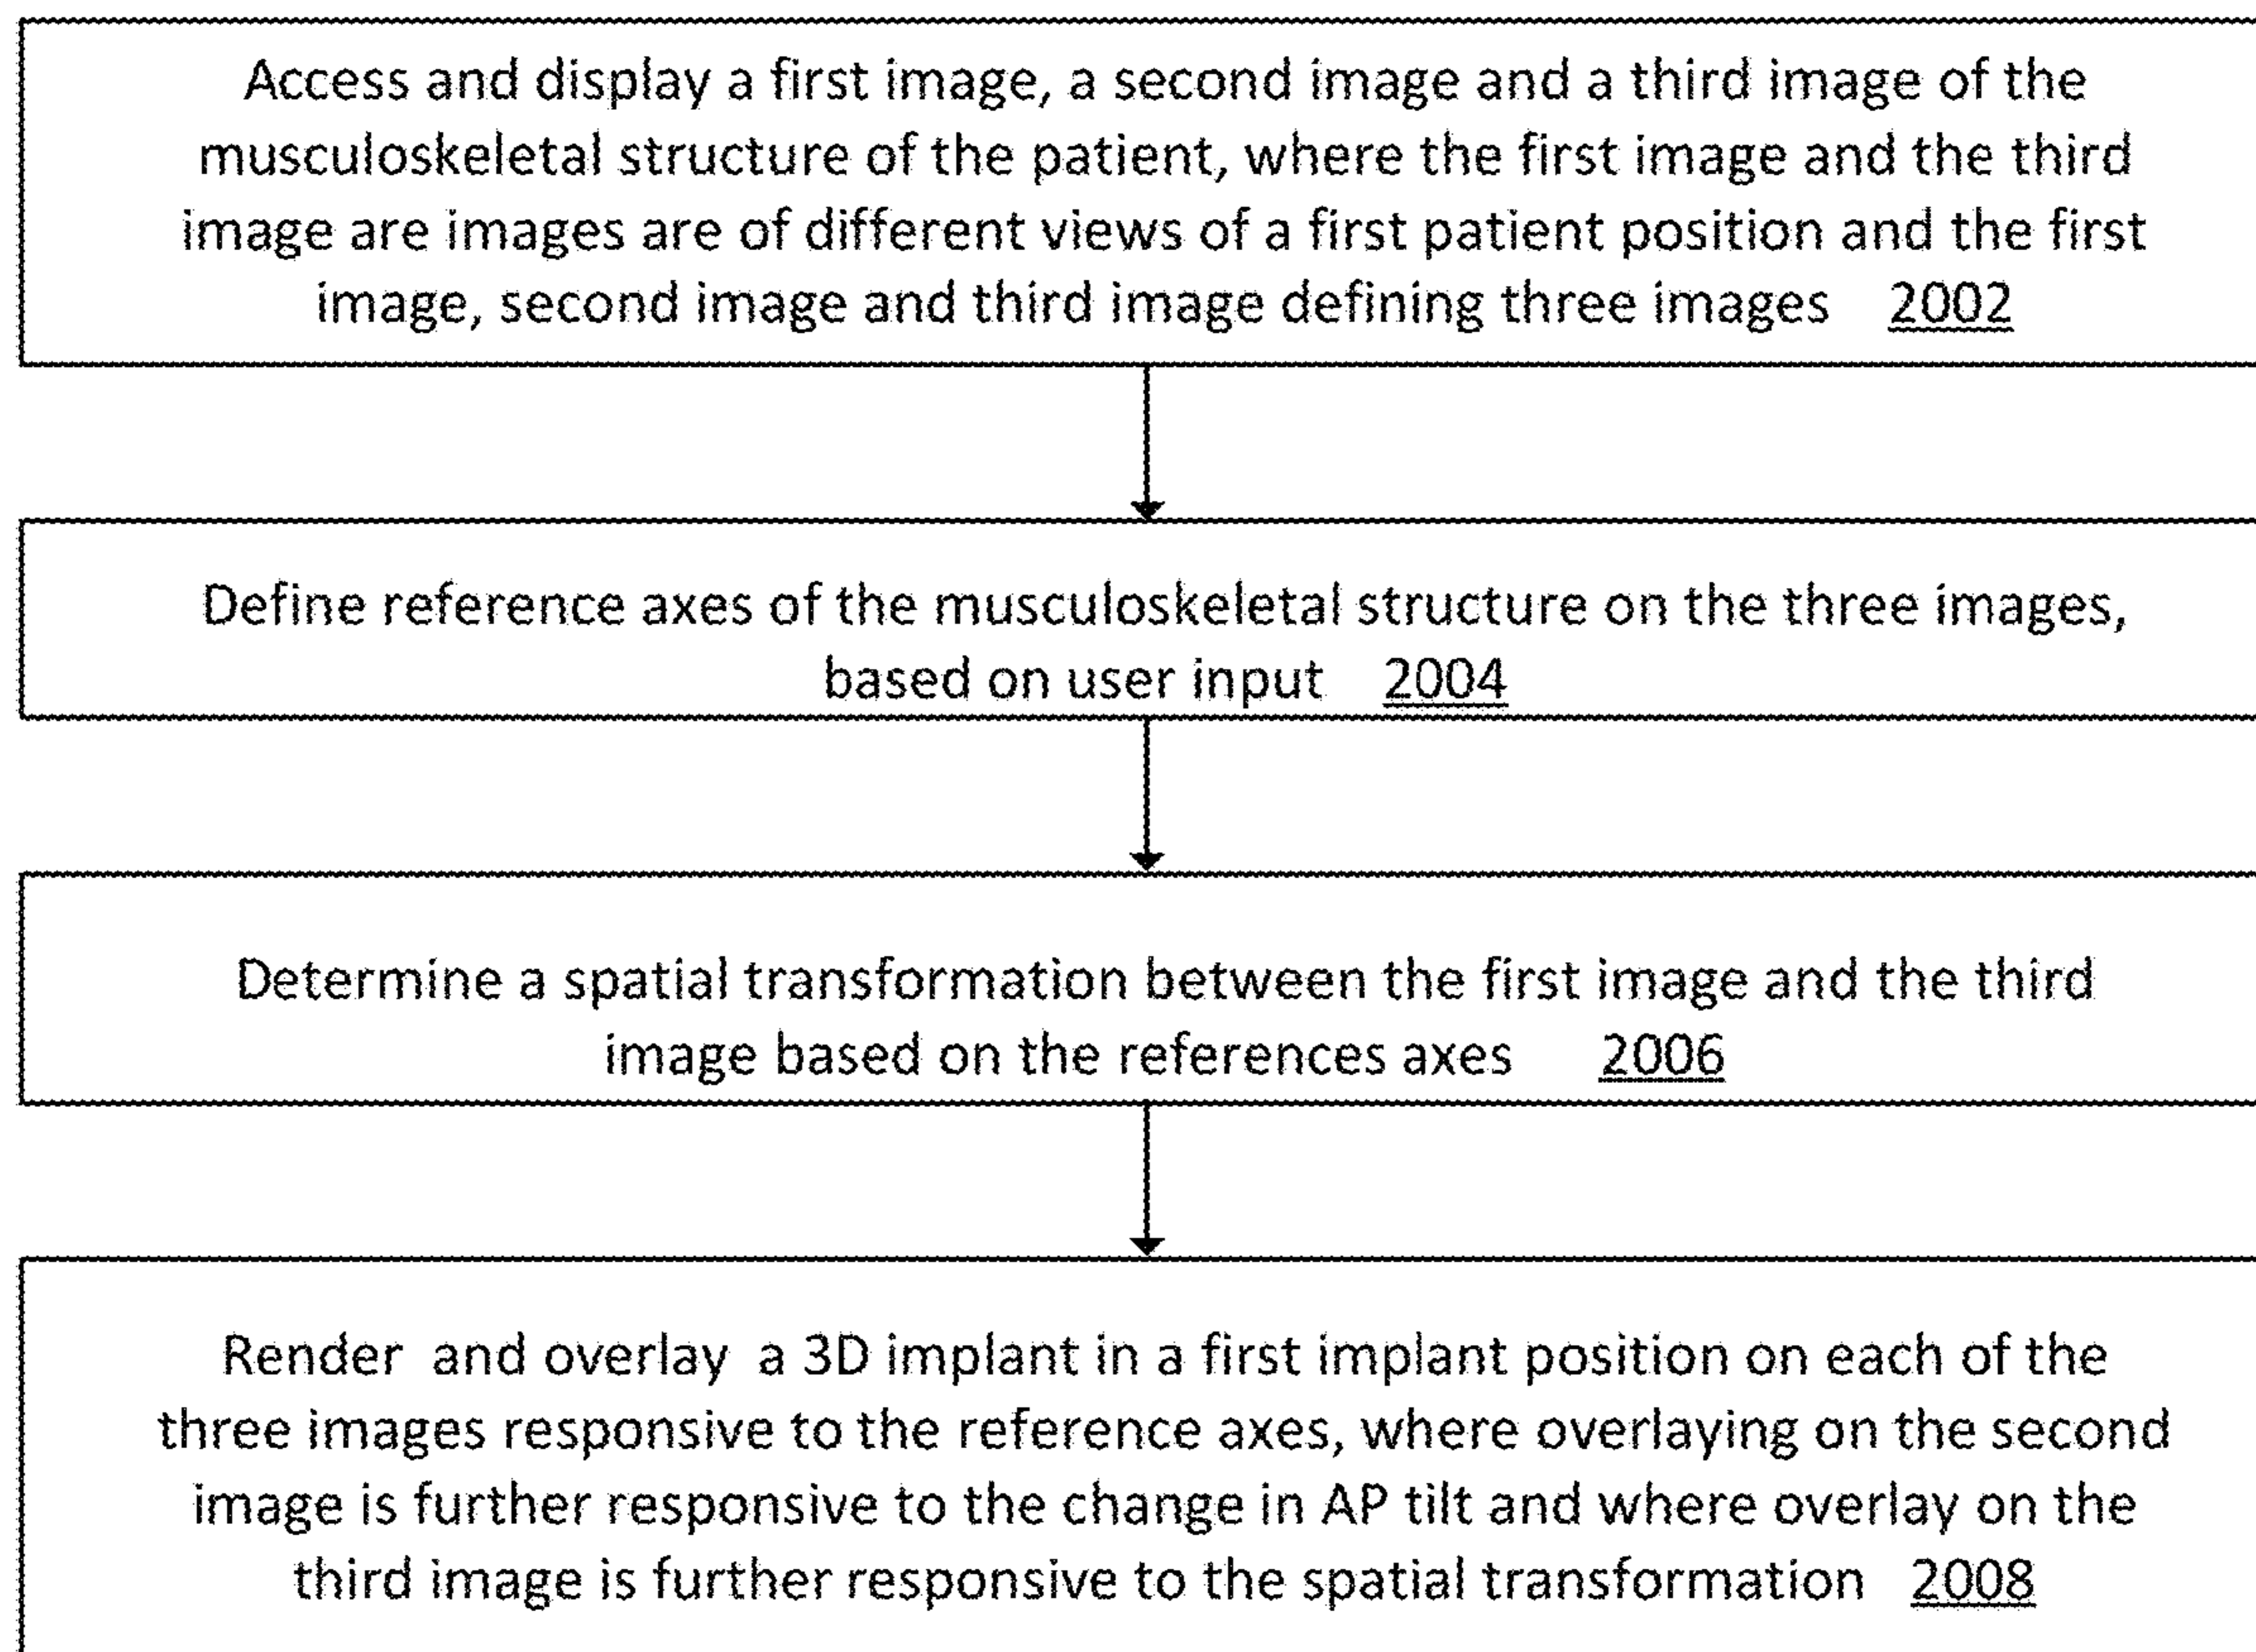 Access and display a first image, a second image and a third image of the
musculoskeletal structure of the patient, where the first image and the third
image are images are of different views of a first patient position and the first
image, second image and third image defining three images 2002
Define reference axes of the musculoskeletal structure on the three images,
based on user input 2004
Determine a spatial transformation between the first image and the third
image based on the references axes 2006
Render and overlay a 3D implant in a first implant position on each of the
three images responsive to the reference axes, where overlaying on the second
image is further responsive to the change in AP tilt and where overlay on the
third image is further responsive to the spatial transformation 2008